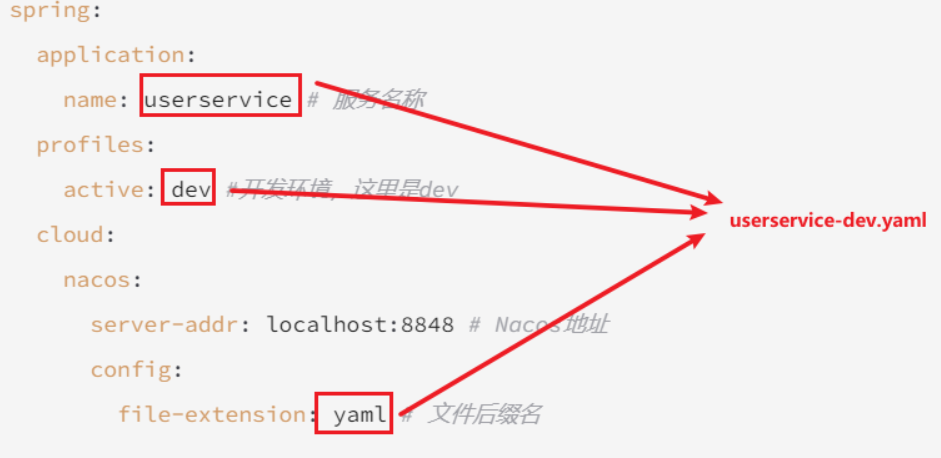 spring:
application:
name: userservice # 服务名称
profiles:
active: dev #开发环境，这里是dev
userservice-dev.yaml
cloud:
nacos:
server-addr: localhost:8848 # Nacos地址
config:
file-extension: yaml # 文件后缀名